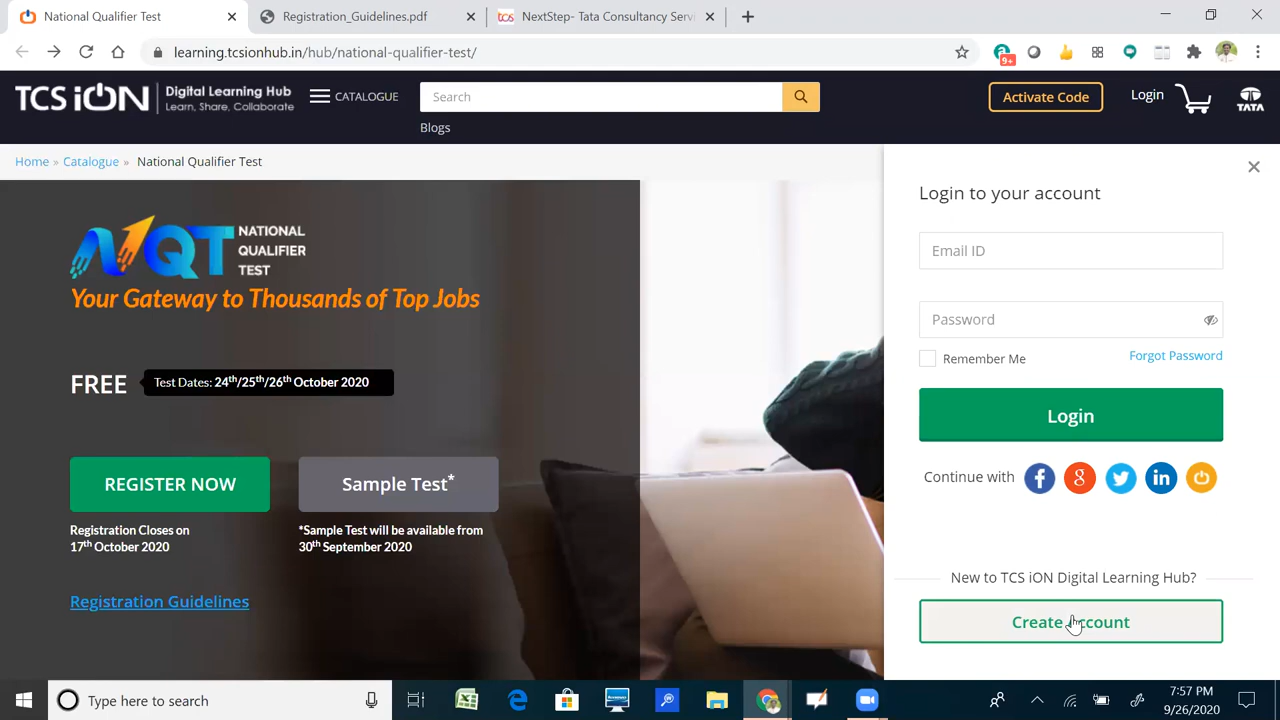 National Qualifier Test
Registration_Guidelines.pdf
tcs NextStep- Tata Consultancy Servi
learning.tcsionhub.in/hub/national-qualifier-test/
9+
TCS iON Digital Learning Hub
Learn, Share, Collaborate
CATALOGUE
Search
Activate Code
Login
TATA
Blogs
Home » Catalogue » National Qualifier Test
NQT NATIONAL
QUALIFIER
TEST
Your Gateway to Thousands of Top Jobs
FREE
Test Dates: 24th/25th/26th October 2020
REGISTER NOW
Sample Test*
Registration Closes on
17th October 2020
*Sample Test will be available from
30th September 2020
Registration Guidelines
Login to your account
Email ID
Password
Remember Me
Forgot Password
Login
Continue with
New to TCS iON Digital Learning Hub?
Create Account
Type here to search
7:57 PM
9/26/2020